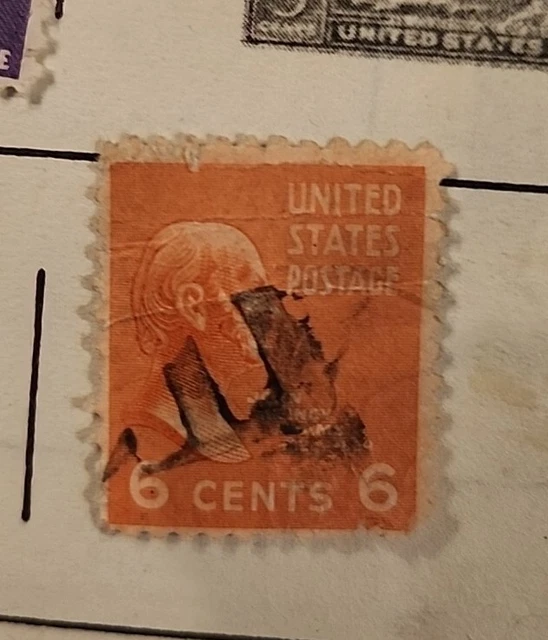 UNITED STATES
UNITED
STATES
POSTAGE
6 CENTS 6